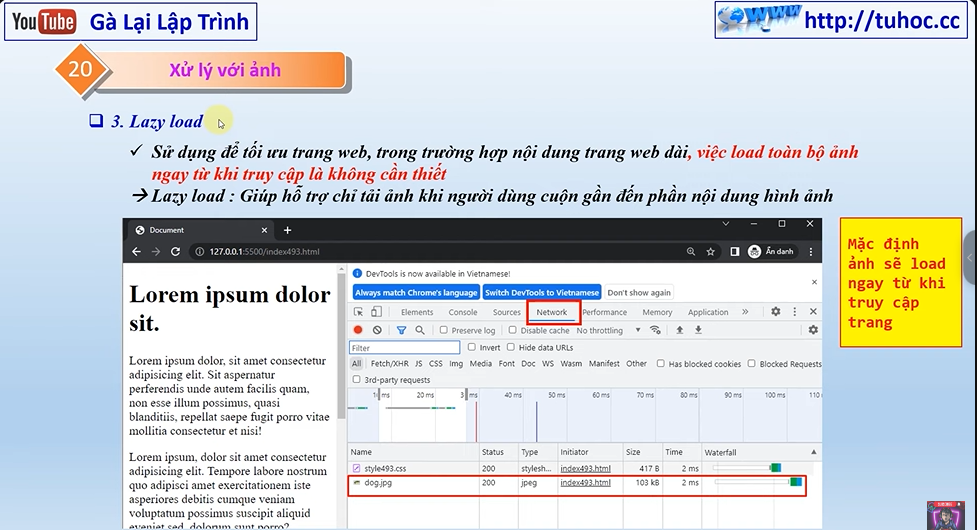 YouTube Gà Lại Lập Trình
http://tuhoc.cc
20
Xử lý với ảnh
3. Lazy load
Sử dụng để tối ưu trang web, trong trường hợp nội dung trang web dài, việc load toàn bộ ảnh
ngay từ khi truy cập là không cần thiết
→ Lazy load : Giúp hỗ trợ chỉ tải ảnh khi người dùng cuộn gần đến phần nội dung hình ảnh
Document
127.0.0.1:5500/index493.html
Ẩn danh
Lorem ipsum dolor
sit.
Lorem ipsum dolor, sit amet consectetur
adipisicing elit. Sit aspernatur
perferendis unde autem facilis quam,
non esse illum possimus, quasi
blanditiis, repellat saepe fugit porro vitae
mollitia consectetur et nisi!
Lorem ipsum dolor, sit amet consectetur
adipisicing elit. Tempore labore nostrum
quo adipisci amet exercitationem iste
asperiores debitis cumque veniam
voluptatum possimus suscipit aliquid
eveniet sed, dolorum sunt porro?
DevTools is now available in Vietnamese!
Always match Chrome's language Switch DevTools to Vietnamese Don't show again
Elements Console Sources Network Performance Memory Application »
Preserve log Disable cache No throttling
Filter Invert Hide data URLs
All Fetch/XHR JS CSS Img Media Font Doc WS Wasm Manifest Other Has blocked cookies Blocked Requests
3rd-party requests
20 ms 40 ms 50 ms 60 ms 70 ms 80 ms 90 ms 100 ms 110
Name Status Type Initiator Size Time Waterfall
style493.css 200 stylesh... index493.html 417 B 2 ms
dog.jpg 200 jpeg index493.html 103 kB 2 ms
Mặc định
ảnh sẽ load
ngay từ khi
truy cập
trang